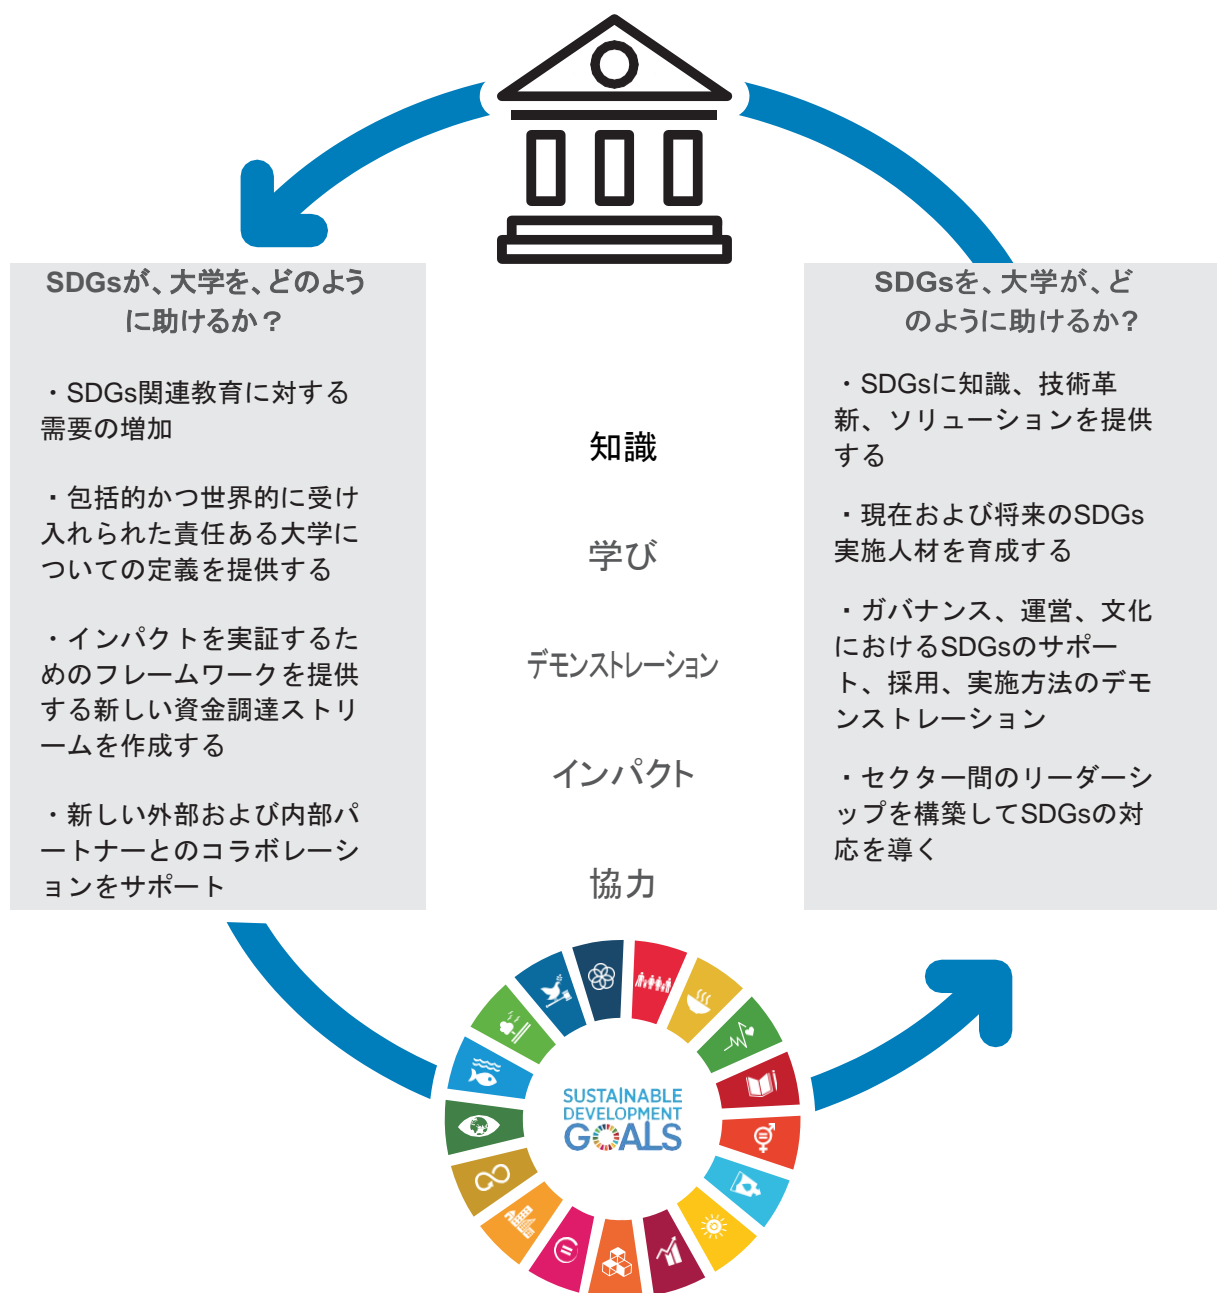 SDGsが、大学を、どのよう
に助けるか？
・SDGs関連教育に対する
需要の増加
・包括的かつ世界的に受け
入れられた責任ある大学に
ついての定義を提供する
・インパクトを実証するた
めのフレームワークを提供
する新しい資金調達ストリ
ームを作成する
・新しい外部および内部パ
ートナーとのコラボレーシ
ョンをサポート
知識
学び
デモンストレーション
インパクト
協力
SDGsを、大学が、ど
のように助けるか?
・SDGsに知識、技術革
新、ソリューションを提供
する
・現在および将来のSDGs
実施人材を育成する
・ガバナンス、運営、文化
におけるSDGsのサポー
ト、採用、実施方法のデモ
ンストレーション
・セクター間のリーダーシ
ップを構築してSDGsの対
応を導く
SUSTAINABLE
DEVELOPMENT
GOALS